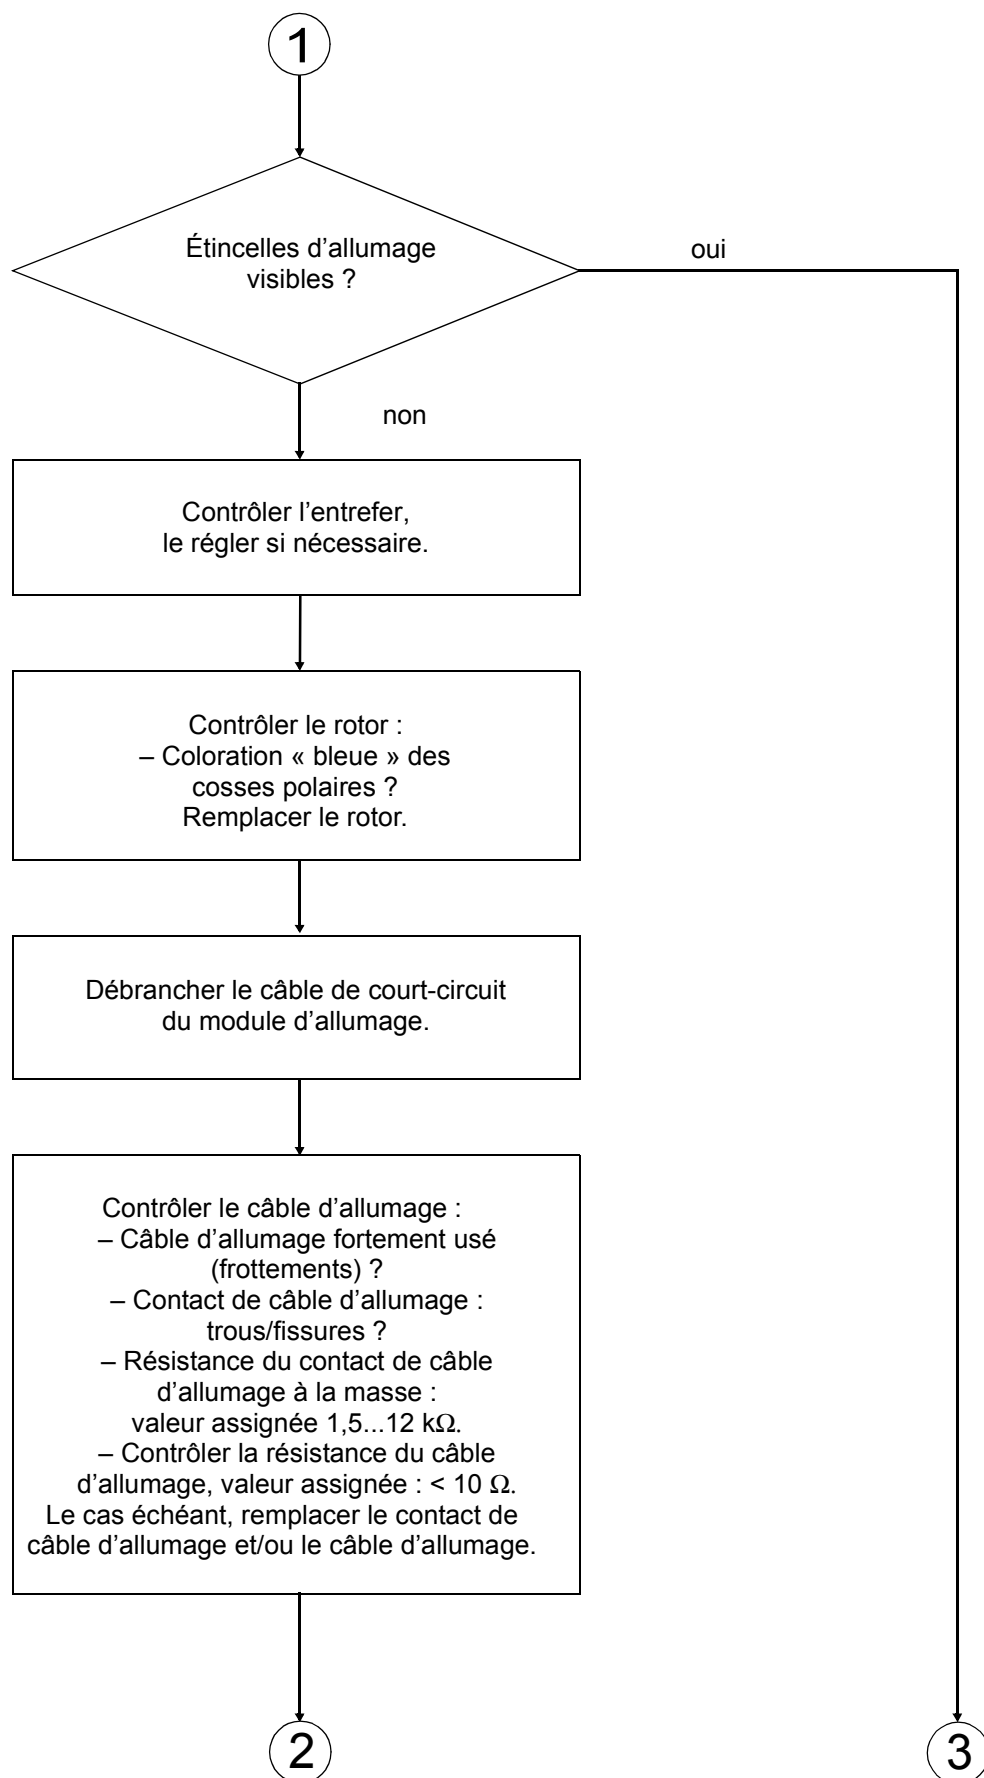 1
Étincelles d’allumage
visibles ?
oui
non
Contrôler l’entrefer,
le régler si nécessaire.
Contrôler le rotor :
– Coloration « bleue » des
cosses polaires ?
Remplacer le rotor.
Débrancher le câble de court-circuit
du module d’allumage.
Contrôler le câble d’allumage :
– Câble d’allumage fortement usé
(frottements) ?
– Contact de câble d’allumage :
trous/fissures ?
– Résistance du contact de câble
d’allumage à la masse :
valeur assignée 1,5...12 kΩ.
– Contrôler la résistance du câble
d’allumage, valeur assignée : < 10 Ω.
Le cas échéant, remplacer le contact de
câble d’allumage et/ou le câble d’allumage.
2
3